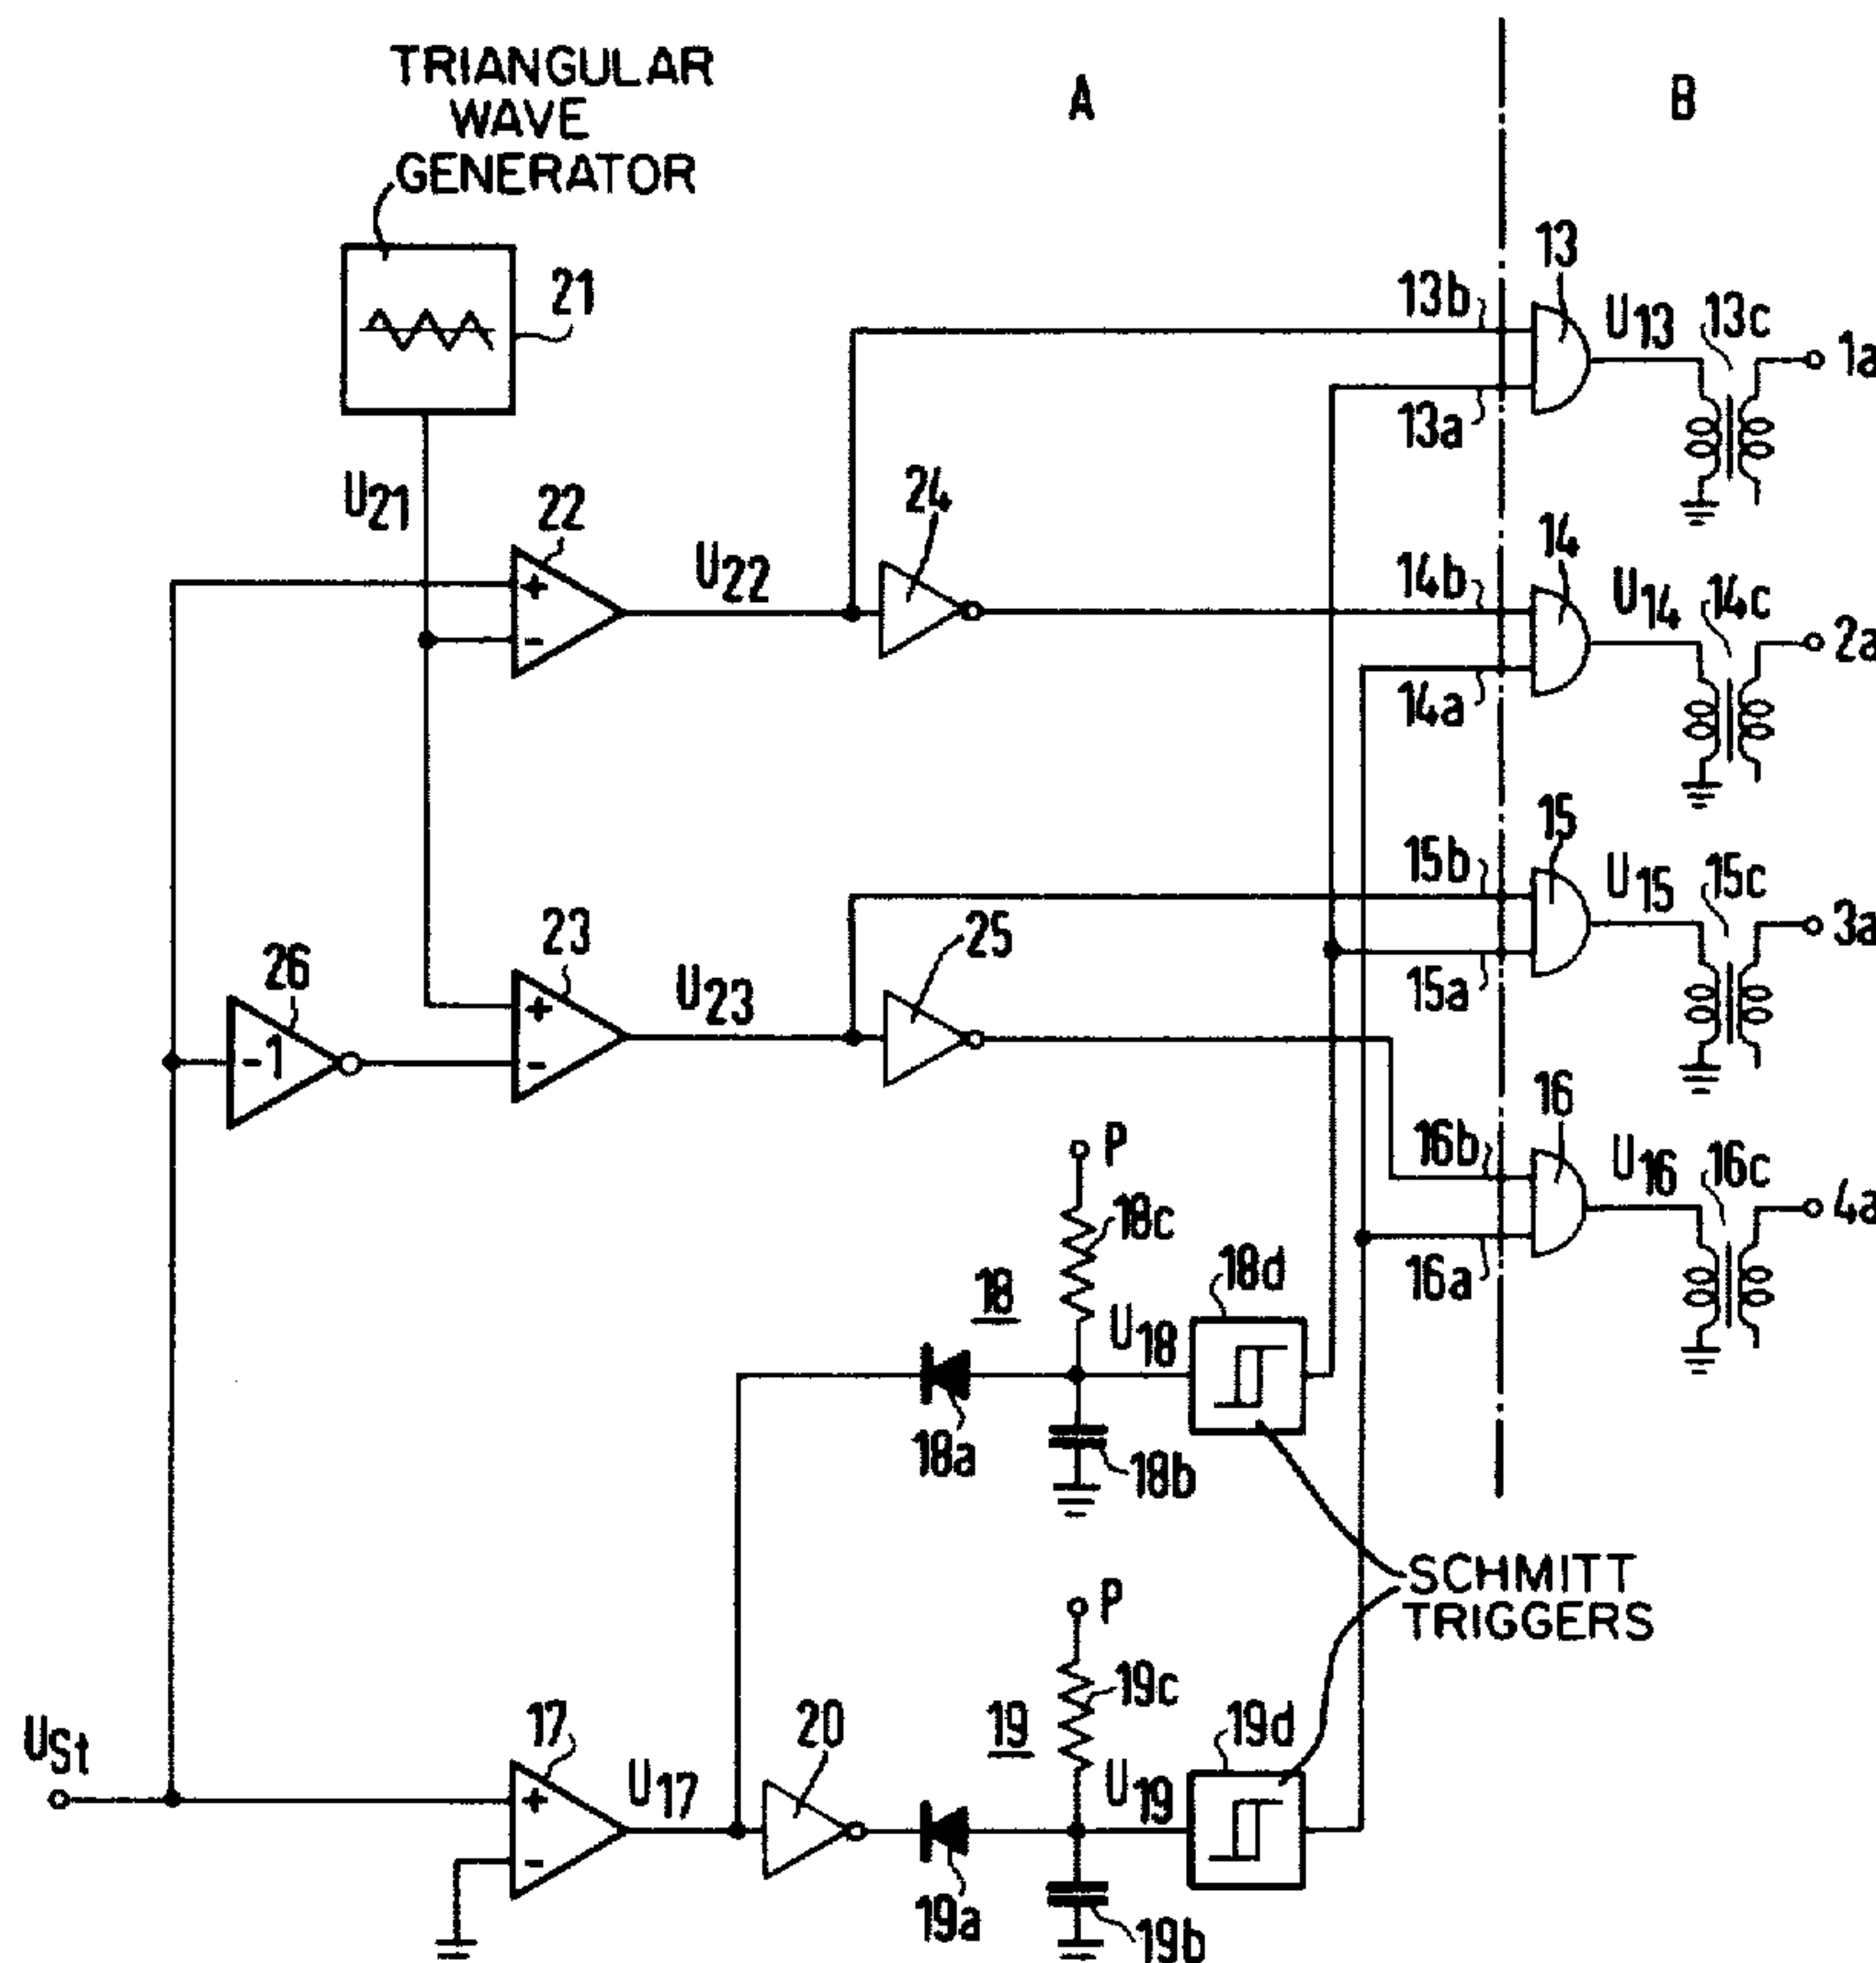 TRIANGULAR
WAVE
GENERATOR
A
B
21
13b
13
U13
13c
1a
13a
U21
22
24
14
U22
14b
U14
14c
2a
+
-
14a
15
23
25
15b
U15
15c
3a
26
U23
15a
+
-1
-
16
P
16b
U16
16c
4a
18c
18
18d
16a
U18
18a
18b
SCHMITT
TRIGGERS
P
19c
17
20
19
19d
USt
U17
U19
+
-
19a
19b